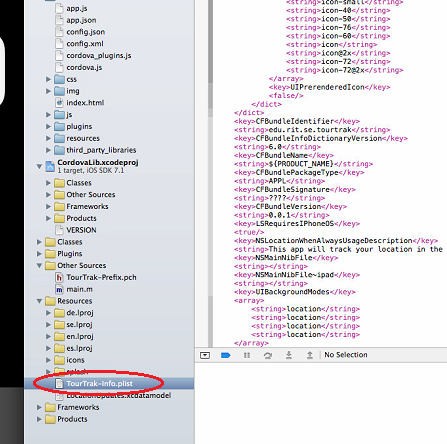 app.js
app.json
config.json
config.xml
cordova_plugins.js
cordova.js
css
img
index.html
js
plugins
resources
third_party_libraries
CordovaLib.xcodeproj
1 target, iOS SDK 7.1
Classes
Other Sources
Frameworks
Products
VERSION
Classes
Plugins
Other Sources
TourTrak-Prefix.pch
main.m
Resources
de.lproj
se.lproj
en.lproj
es.lproj
icons
splash
TourTrak-Info.plist
LocationUpdates.xcdatamodel
Frameworks
Products
<string>icon-small</string>
<string>icon-40</string>
<string>icon-50</string>
<string>icon-76</string>
<string>icon-60</string>
<string>icon</string>
<string>icon@2x</string>
<string>icon-72</string>
<string>icon-72@2x</string>
</array>
<key>UIPrerenderedIcon</key>
<false/>
</dict>
</dict>
<key>CFBundleIdentifier</key>
<string>edu.rit.se.tourtrak</string>
<key>CFBundleInfoDictionaryVersion</key>
<string>6.0</string>
<key>CFBundleName</key>
<string>${PRODUCT_NAME}</string>
<key>CFBundlePackageType</key>
<string>APPL</string>
<key>CFBundleSignature</key>
<string>????</string>
<key>CFBundleVersion</key>
<string>0.0.1</string>
<key>LSRequiresIPhoneOS</key>
<true/>
<key>NSLocationWhenAlwaysUsageDescription</key>
<string>This app will track your location in the
<key>NSMainNibFile</key>
<string></string>
<key>NSMainNibFile~ipad</key>
<string></string>
<key>UIBackgroundModes</key>
<array>
<string>location</string>
<string>location</string>
<string>location</string>
No Selection